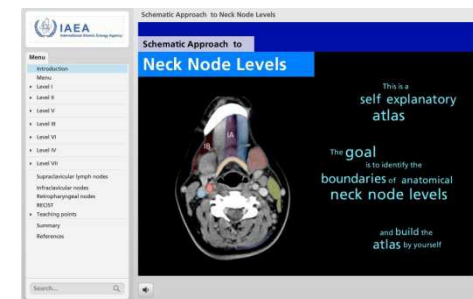 IAEA
International Atomic Energy Agency
Menu
Introduction
Menu
Level I
Level II
Level V
Level III
Level VI
Level IV
Level VII
Supraclavicular lymph nodes
Infraclavicular nodes
Retropharyngeal nodes
RECIST
Teaching points
Summary
References
Search...
Schematic Approach to Neck Node Levels
Schematic Approach to
Neck Node Levels
IA
IB
This is a
self explanatory
atlas
The goal
is to identify the
boundaries of anatomical
neck node levels
and build the
atlas by yourself